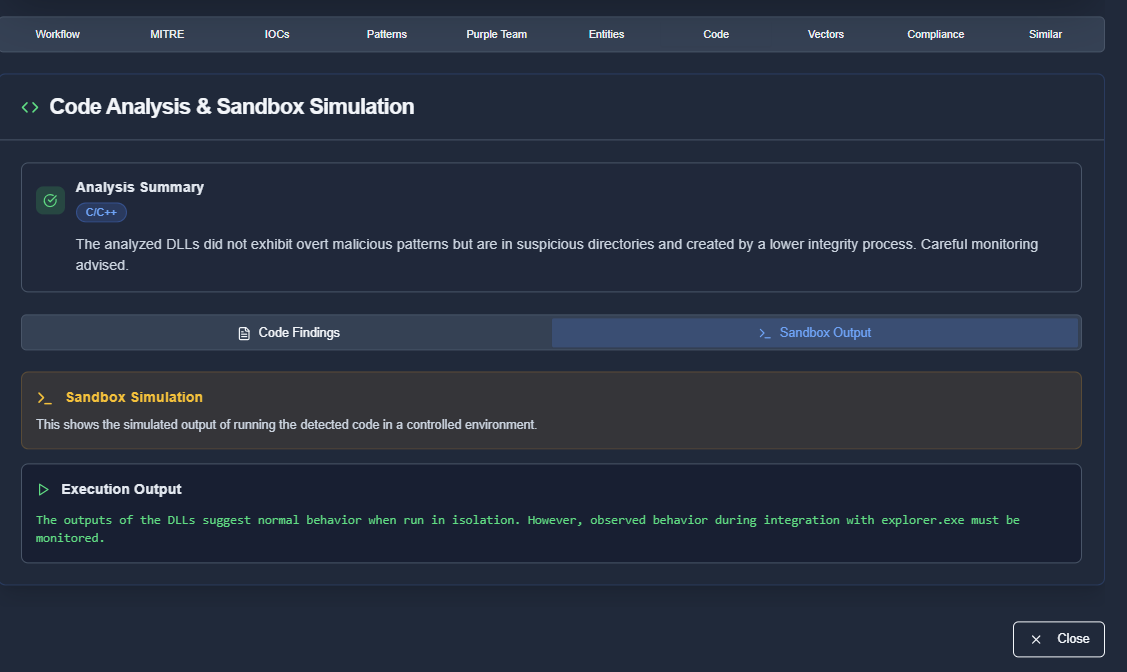 Workflow MITRE IOCs Patterns Purple Team Entities Code Vectors Compliance Similar
Code Analysis & Sandbox Simulation
Analysis Summary
C/C++
The analyzed DLLs did not exhibit overt malicious patterns but are in suspicious directories and created by a lower integrity process. Careful monitoring
advised.
Code Findings Sandbox Output
Sandbox Simulation
This shows the simulated output of running the detected code in a controlled environment.
Execution Output
The outputs of the DLLs suggest normal behavior when run in isolation. However, observed behavior during integration with explorer.exe must be
monitored.
Close